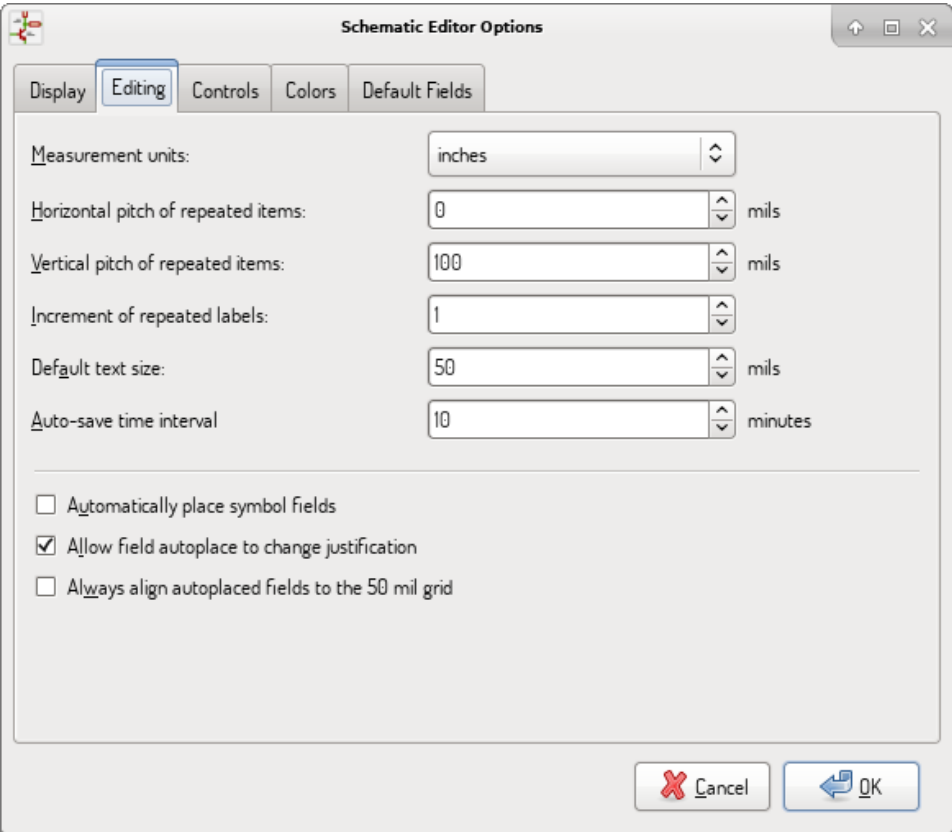 Schematic Editor Options
Display Editing Controls Colors Default Fields
Measurement units: inches
Horizontal pitch of repeated items: 0 mils
Vertical pitch of repeated items: 100 mils
Increment of repeated labels: 1
Default text size: 50 mils
Auto-save time interval 10 minutes
Automatically place symbol fields
Allow field autoplace to change justification
Always align autoplaced fields to the 50 mil grid
Cancel OK